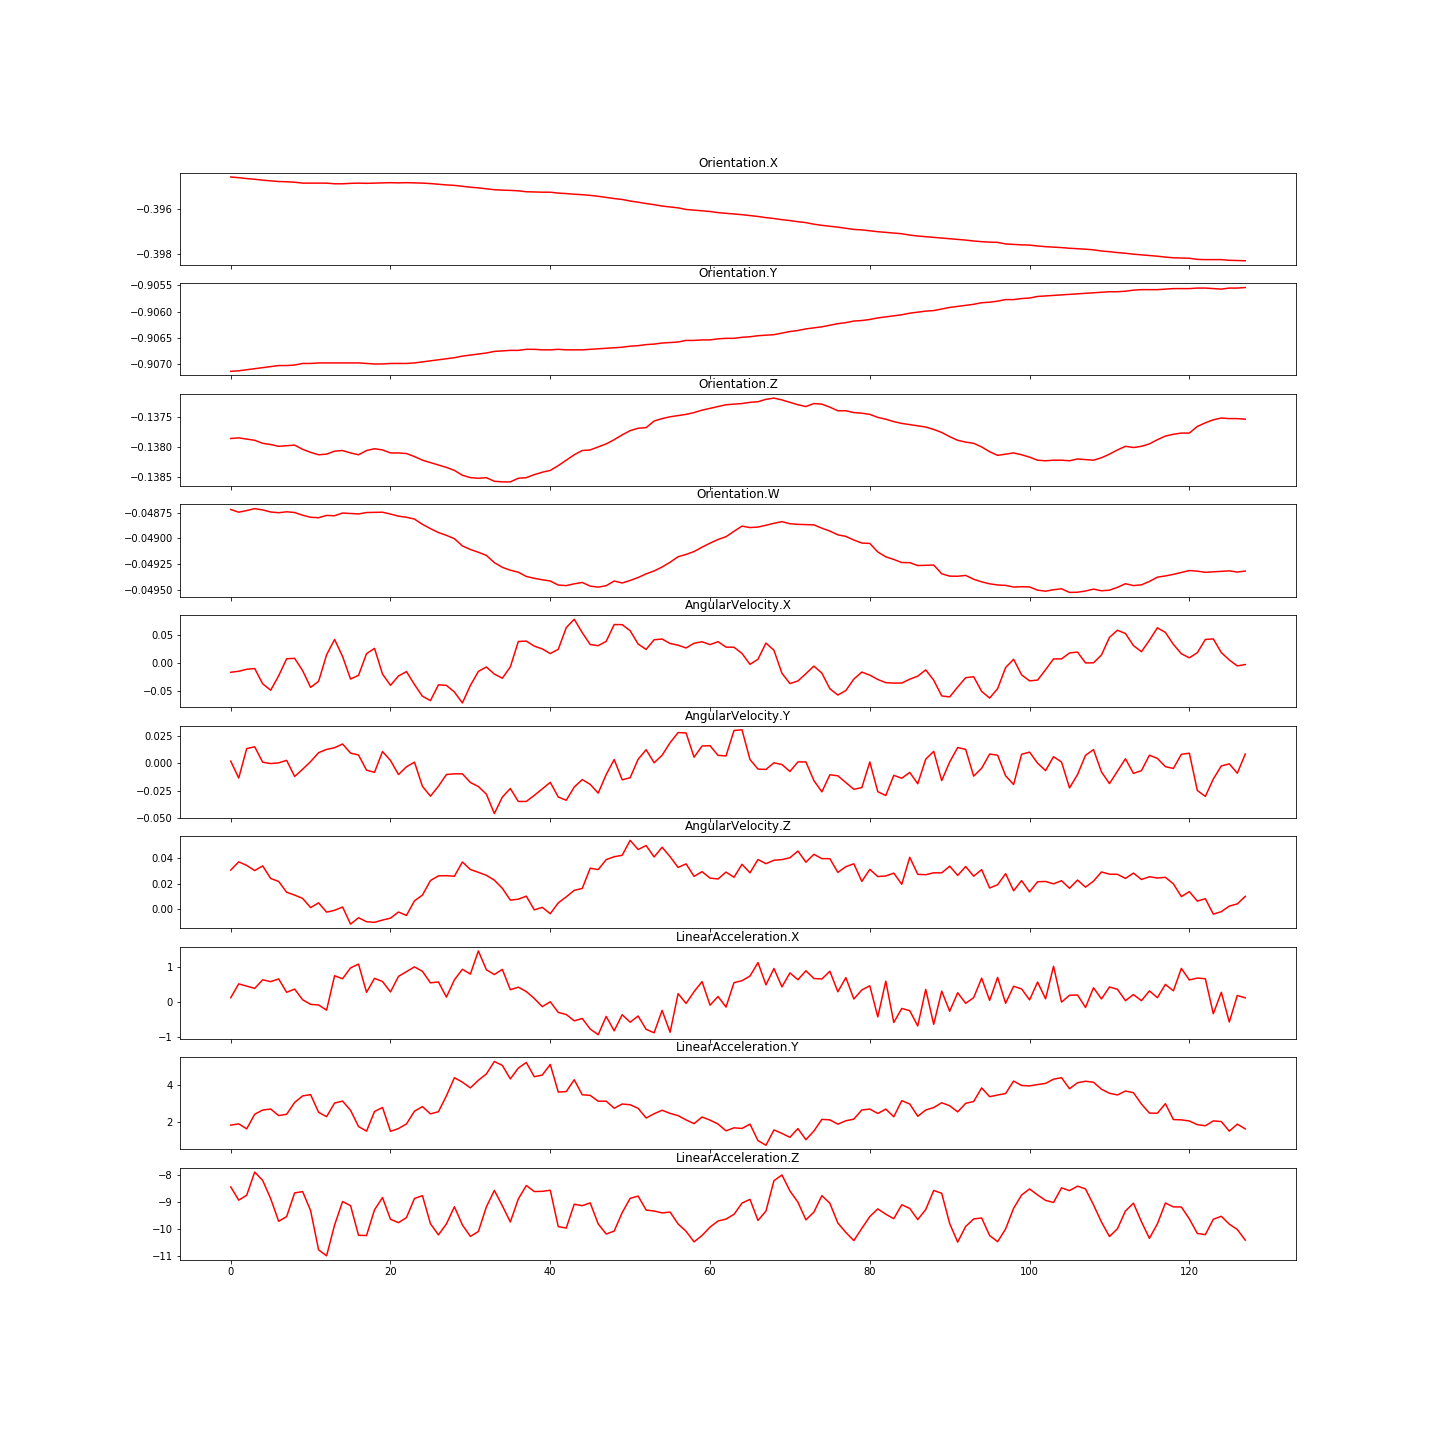 Orientation.X
−0.396
−0.398
Orientation.Y
−0.9055
−0.9060
−0.9065
−0.9070
Orientation.Z
−0.1375
−0.1380
−0.1385
Orientation.W
−0.04875
−0.04900
−0.04925
−0.04950
AngularVelocity.X
0.05
0.00
−0.05
AngularVelocity.Y
0.025
0.000
−0.025
−0.050
AngularVelocity.Z
0.04
0.02
0.00
LinearAcceleration.X
1
0
−1
LinearAcceleration.Y
4
2
LinearAcceleration.Z
−8
−9
−10
−11
0 20 40 60 80 100 120